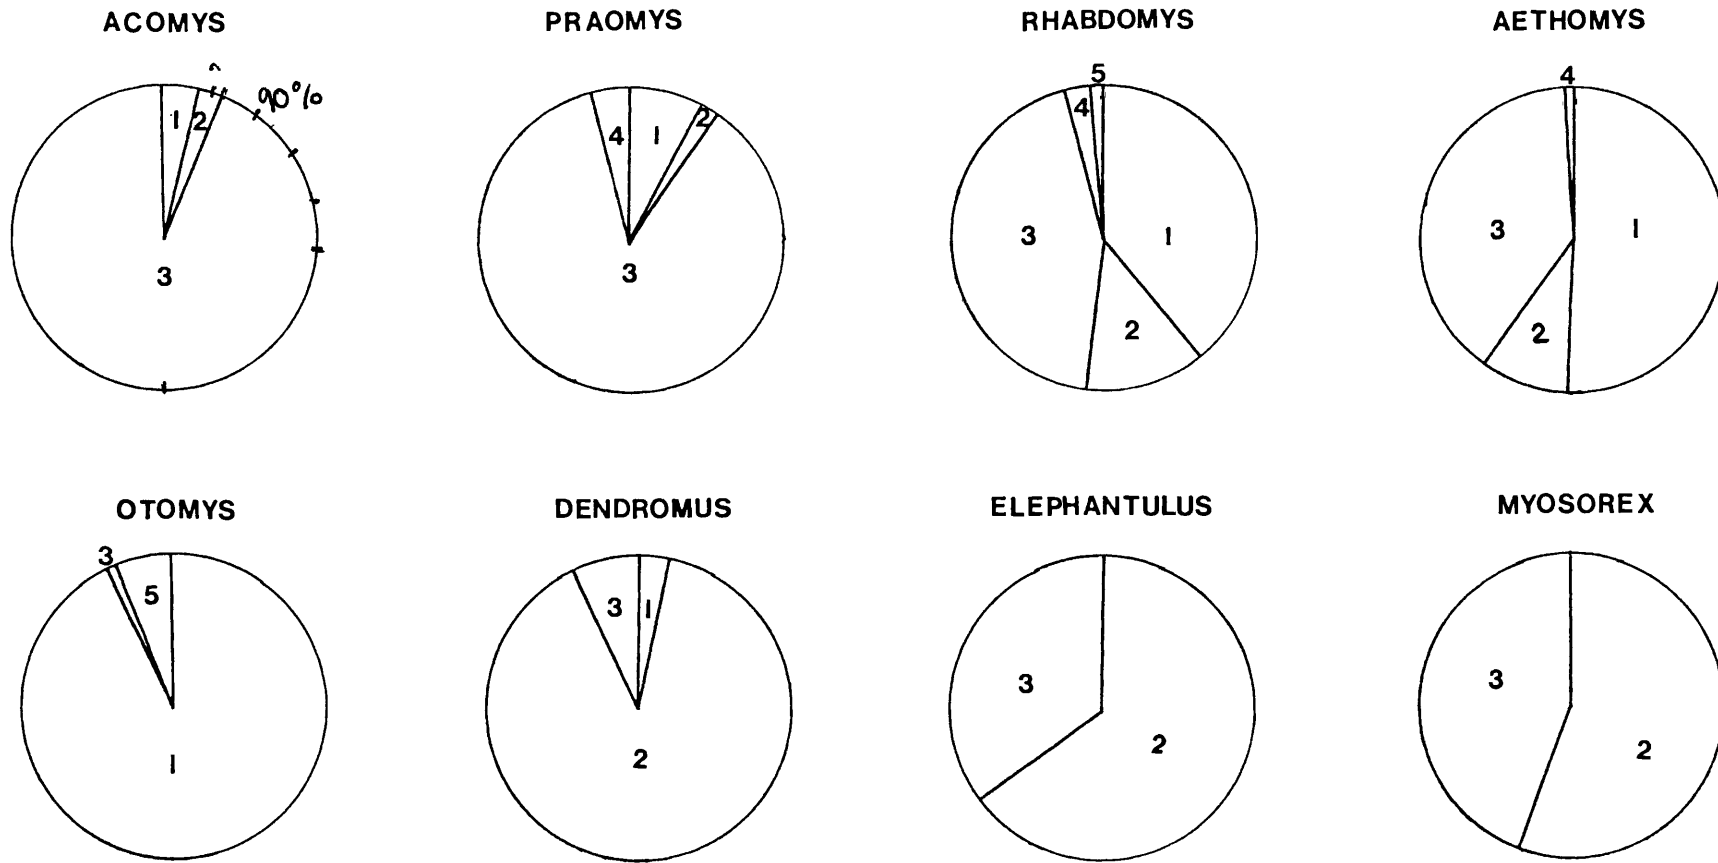 ACOMYS PRAOMYS RHABDOMYS AETHOMYS
1 2 90% 3
4 1 2 3
5 4 3 1 2
4 3 1 2
OTOMYS DENDROMUS ELEPHANTULUS MYOSOREX
3 5 1
3 1 2
3 2
3 2